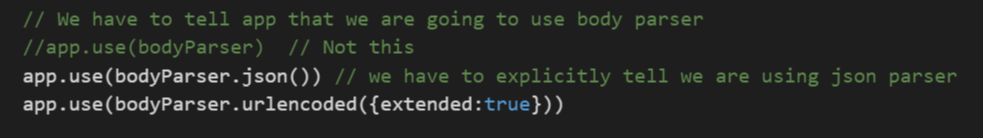 // We have to tell app that we are going to use body parser
//app.use(bodyParser)  // Not this
app.use(bodyParser.json()) // we have to explicitly tell we are using json parser
app.use(bodyParser.urlencoded({extended:true}))